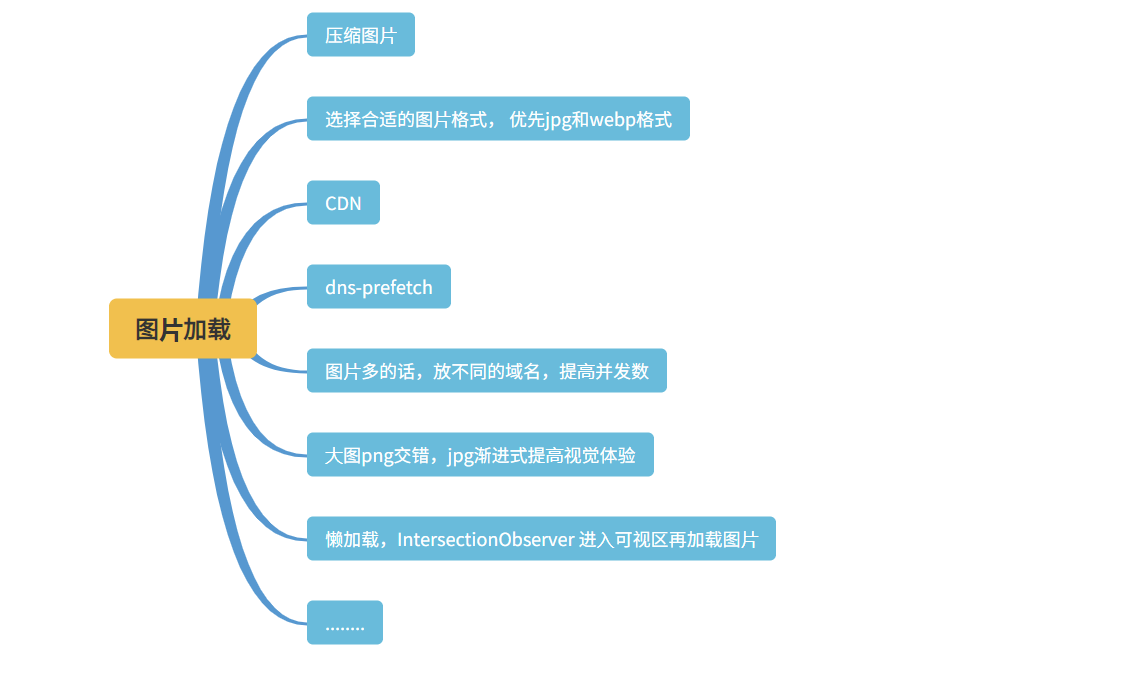 压缩图片
选择合适的图片格式， 优先jpg和webp格式
CDN
dns-prefetch
图片加载
图片多的话，放不同的域名，提高并发数
大图png交错，jpg渐进式提高视觉体验
懒加载，IntersectionObserver 进入可视区再加载图片
........